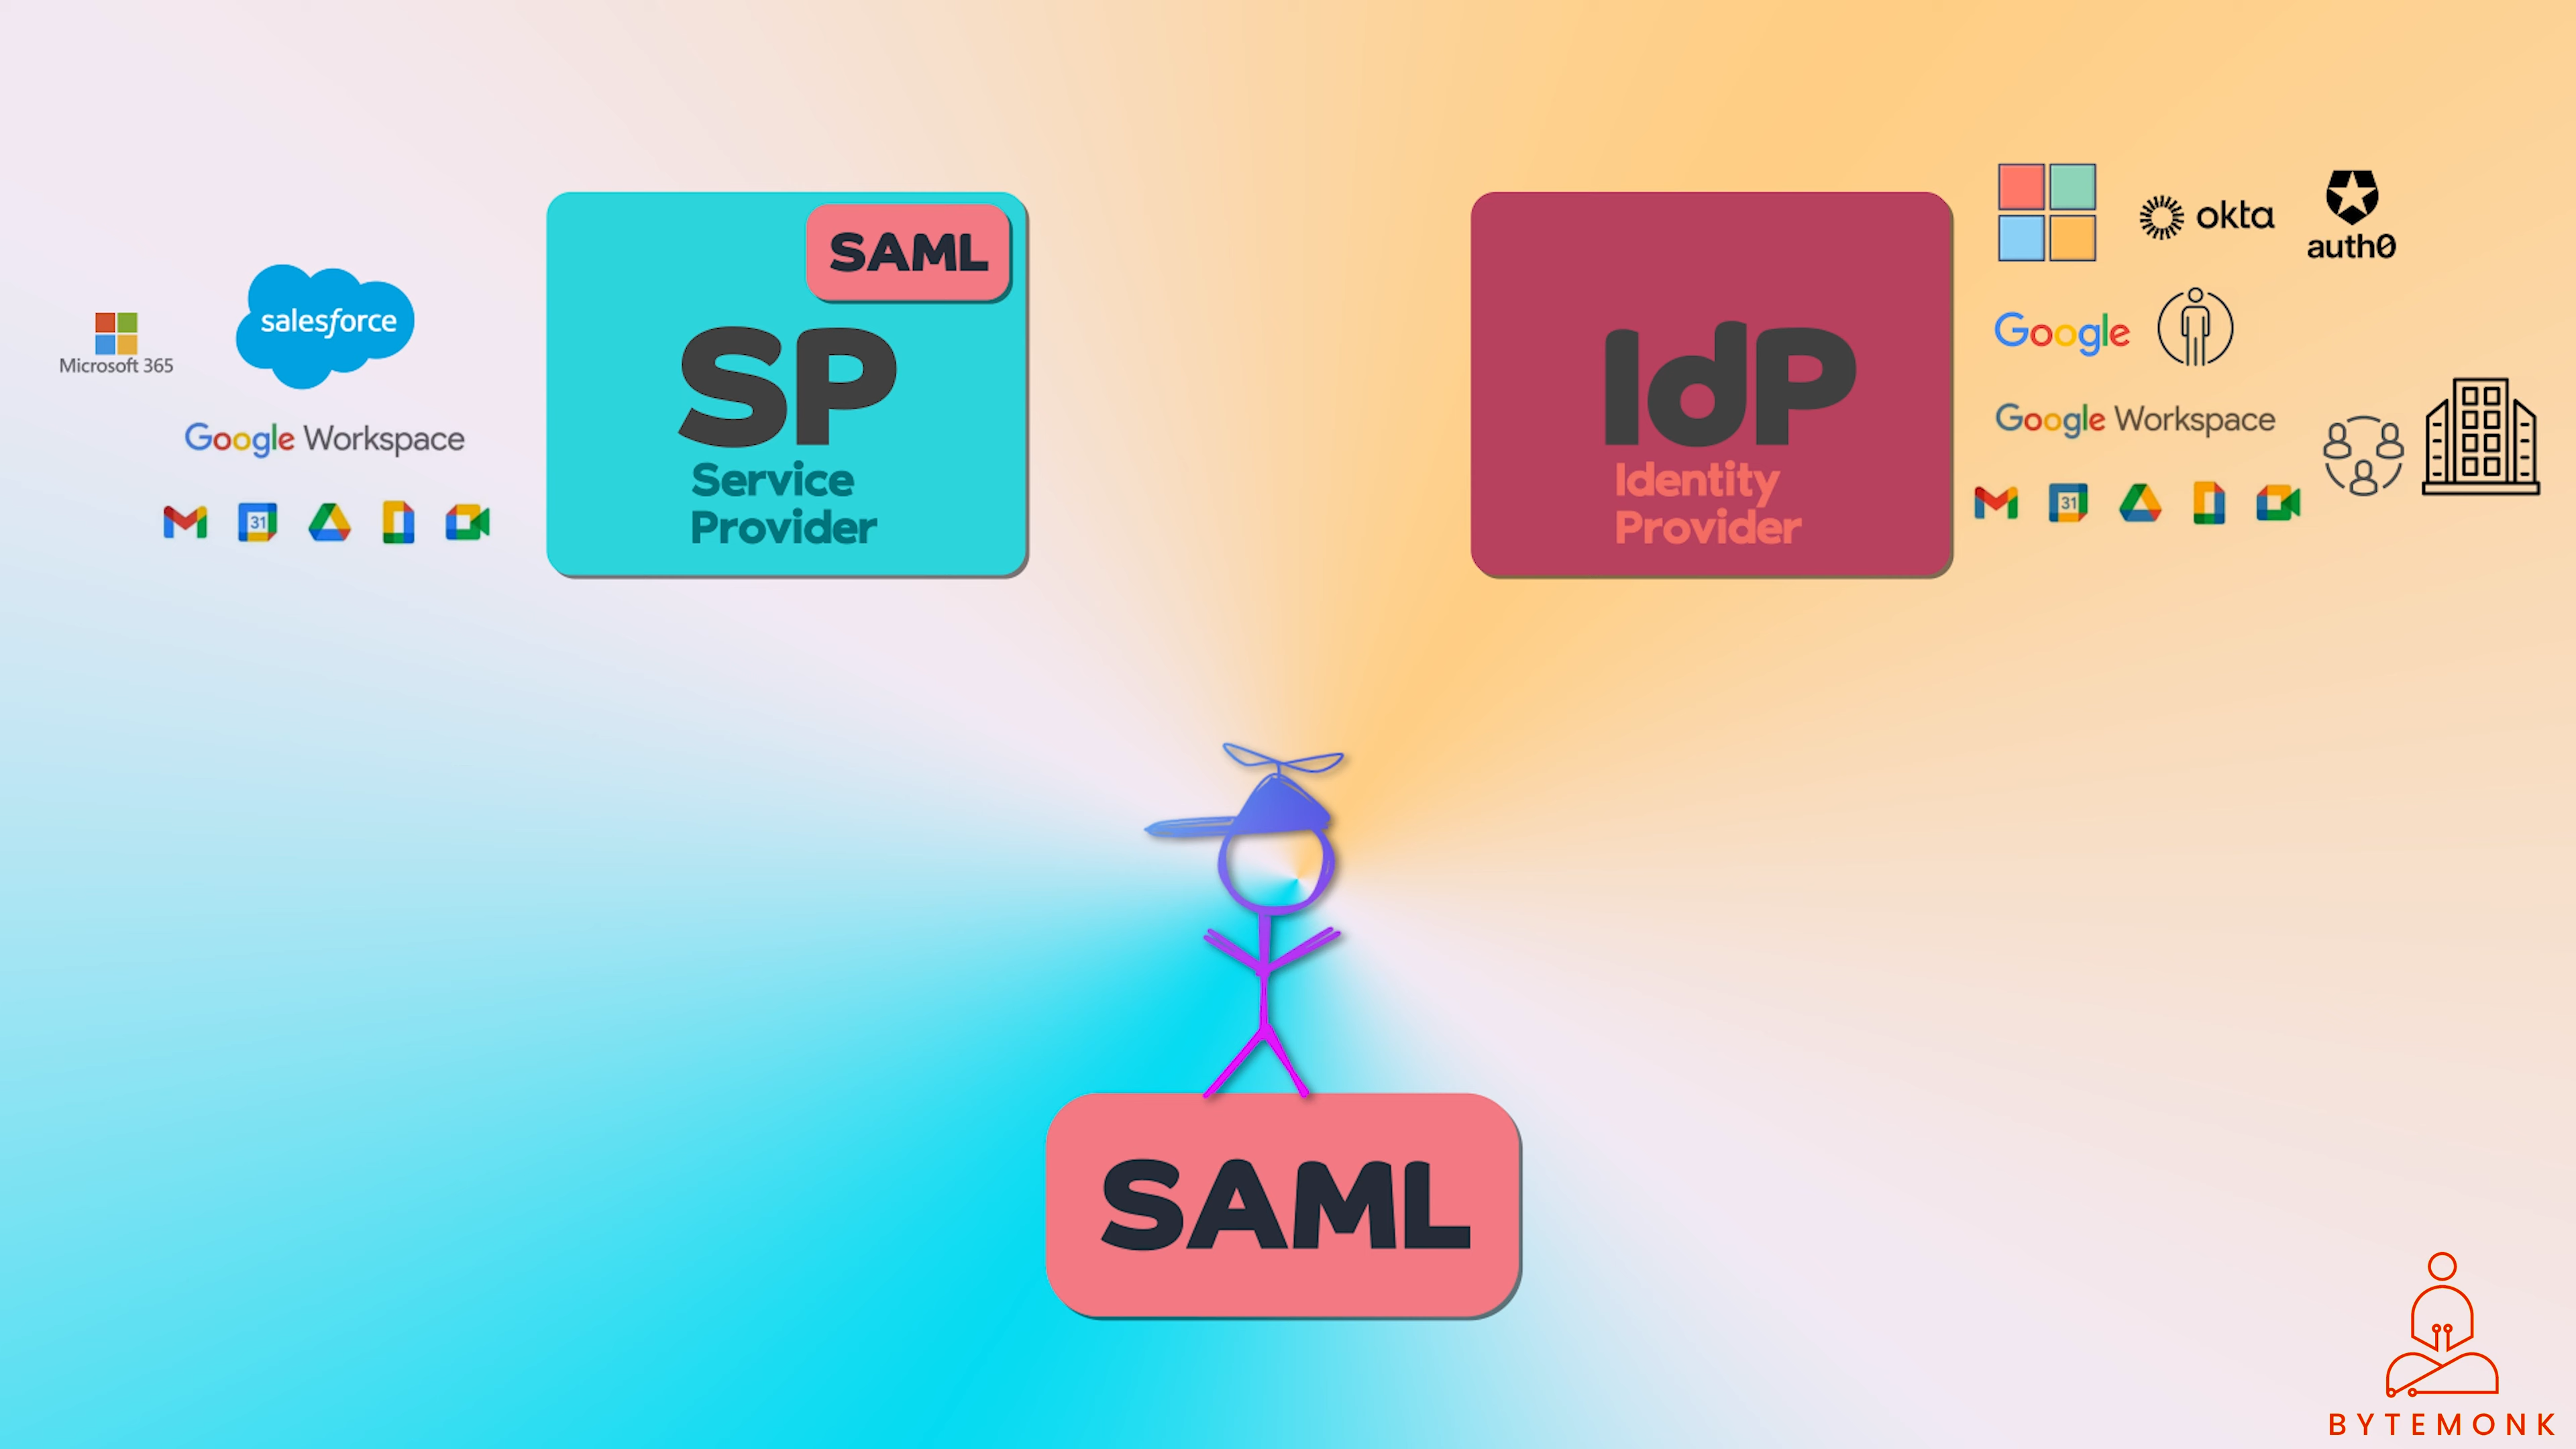 Microsoft 365
salesforce
Google Workspace
31
SAML
SP
Service
Provider
IdP
Identity
Provider
okta
auth0
Google
Google Workspace
31
SAML
BYTEMONK